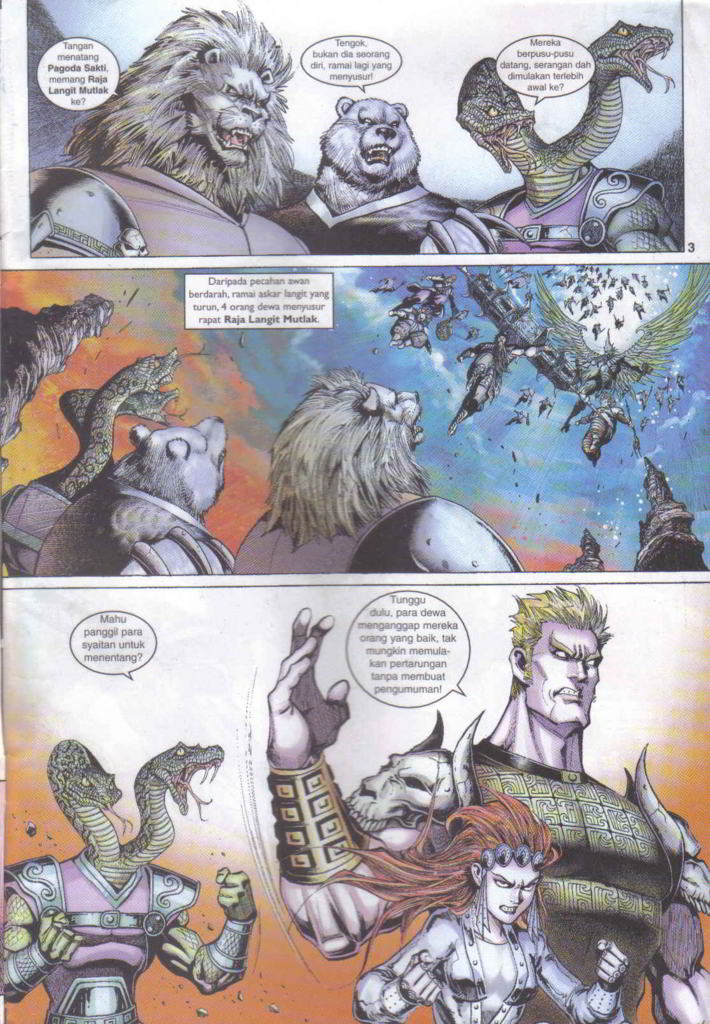 Tangan
menatang
Pagoda Sakti,
memang Raja
Langit Mutlak
ke?
Tengok,
bukan dia seorang
diri, ramai lagi yang
menyusur!
Mereka
berpusu-pusu
datang, serangan dah
dimulakan terlebih
awal ke?
3
Daripada pecahan awan
berdarah, ramai askar langit yang
turun, 4 orang dewa menyusur
rapat Raja Langit Mutlak.
Mahu
panggil para
syaitan untuk
menentang?
Tunggu
dulu, para dewa
menganggap mereka
orang yang baik, tak
mungkin memula-
kan pertarungan
tanpa membuat
pengumuman!